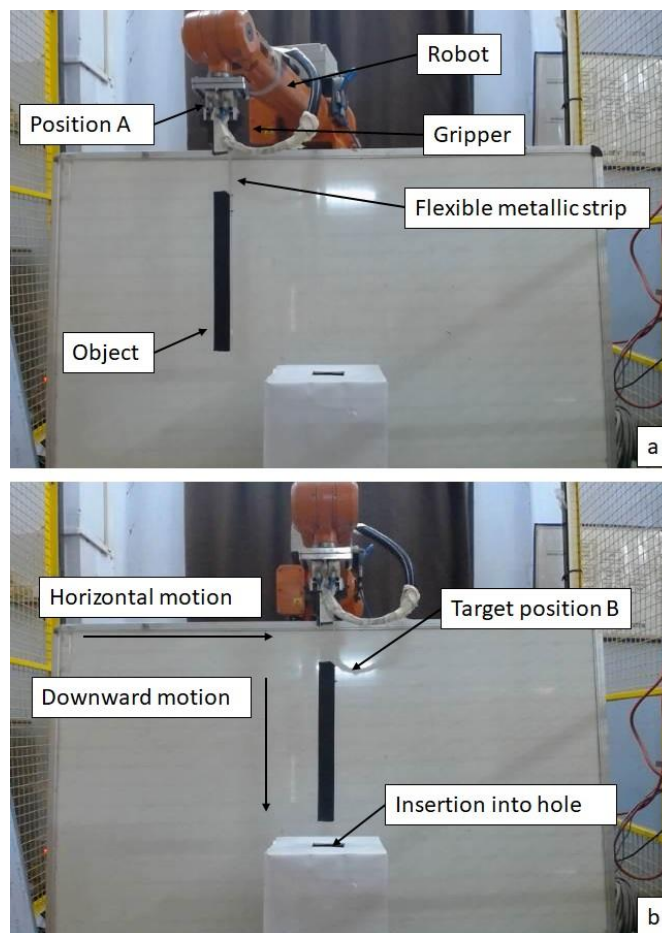 Robot
Position A
Gripper
Flexible metallic strip
Object
a
Horizontal motion
Target position B
Downward motion
Insertion into hole
b